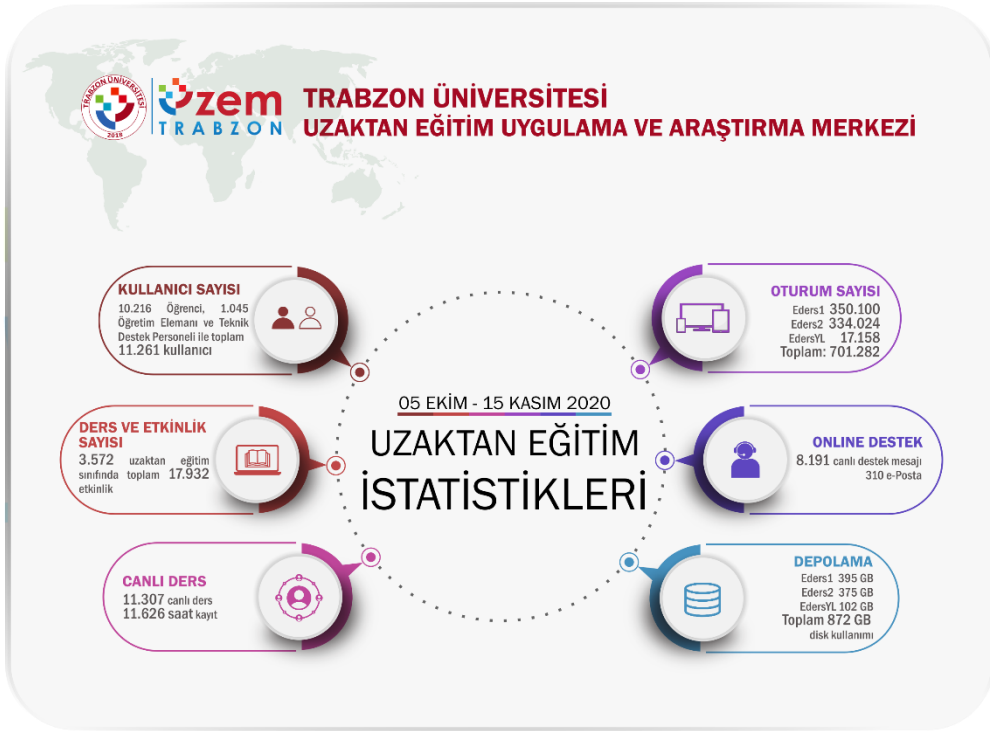 TRABZON ÜNİVERSİTESİ
2018
üzem
TRABZON
TRABZON ÜNİVERSİTESİ
UZAKTAN EĞİTİM UYGULAMA VE ARAŞTIRMA MERKEZİ
KULLANICI SAYISI
10.216 Öğrenci, 1.045
Öğretim Elemanı ve Teknik
Destek Personeli ile toplam
11.261 kullanıcı
DERS VE ETKİNLİK
SAYISI
3.572 uzaktan eğitim
sınıfında toplam 17.932
etkinlik
CANLI DERS
11.307 canlı ders
11.626 saat kayıt
05 EKİM - 15 KASIM 2020
UZAKTAN EĞİTİM
İSTATİSTİKLERİ
OTURUM SAYISI
Eders1 350.100
Eders2 334.024
EdersYL 17.158
Toplam: 701.282
ONLINE DESTEK
8.191 canlı destek mesajı
310 e-Posta
DEPOLAMA
Eders1 395 GB
Eders2 375 GB
EdersYL 102 GB
Toplam 872 GB
disk kullanımı